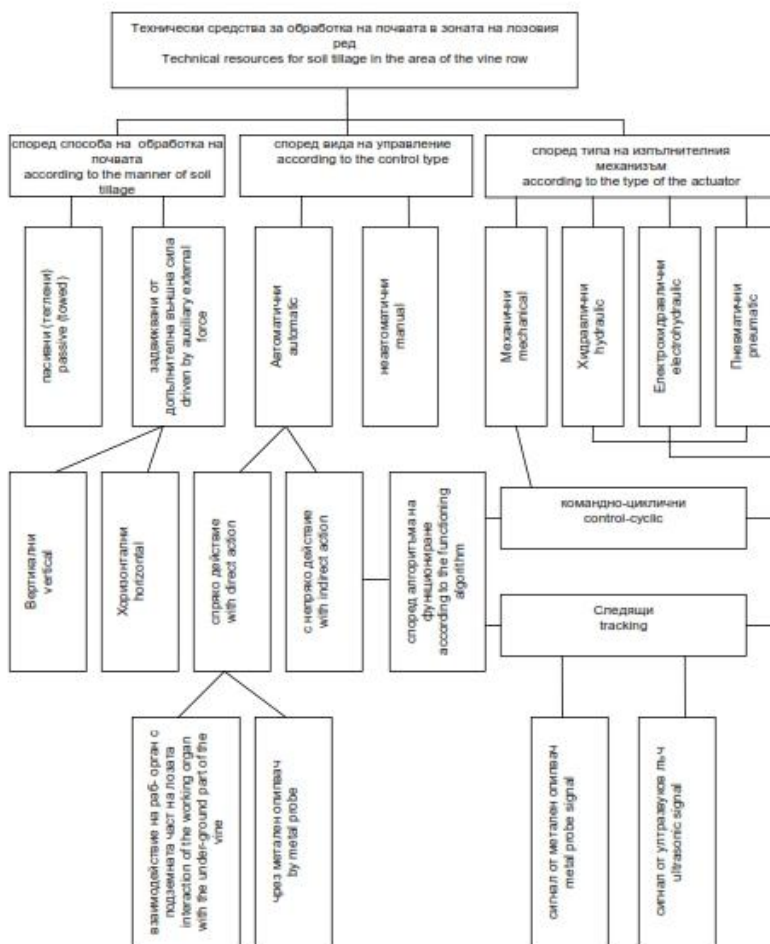 Технически средства за обработка на почвата в зоната на лозовия
ред
Technical resources for soil tillage in the area of the vine row
според способа на обработка на
почвата
according to the manner of soil
tillage
според вида на управление
according to the control type
според типа на изпълнителния
механизъм
according to the type of the actuator
пасивни (теглени)
passive (towed)
задвижвани от
допълнителна външна сила
driven by auxiliary external
force
Автоматични
automatic
неавтоматични
manual
Механични
mechanical
Хидравлични
hydraulic
Електрохидравлични
electrohydraulic
Пневматични
pneumatic
Вертикални
vertical
Хоризонтални
horizontal
спряко действие
with direct action
с непряко действие
with indirect action
според алгоритъма на
функциониране
according to the functioning
algorithm
командно-циклични
control-cyclic
Следящи
tracking
взаимодействие на раб- орган с
подземната част на лозата
interaction of the working organ
with the under-ground part of the
vine
чрез метален опипвач
by metal probe
сигнал от метален опипвач
metal probe signal
сигнал от ултразвуков лъч
ultrasonic signal